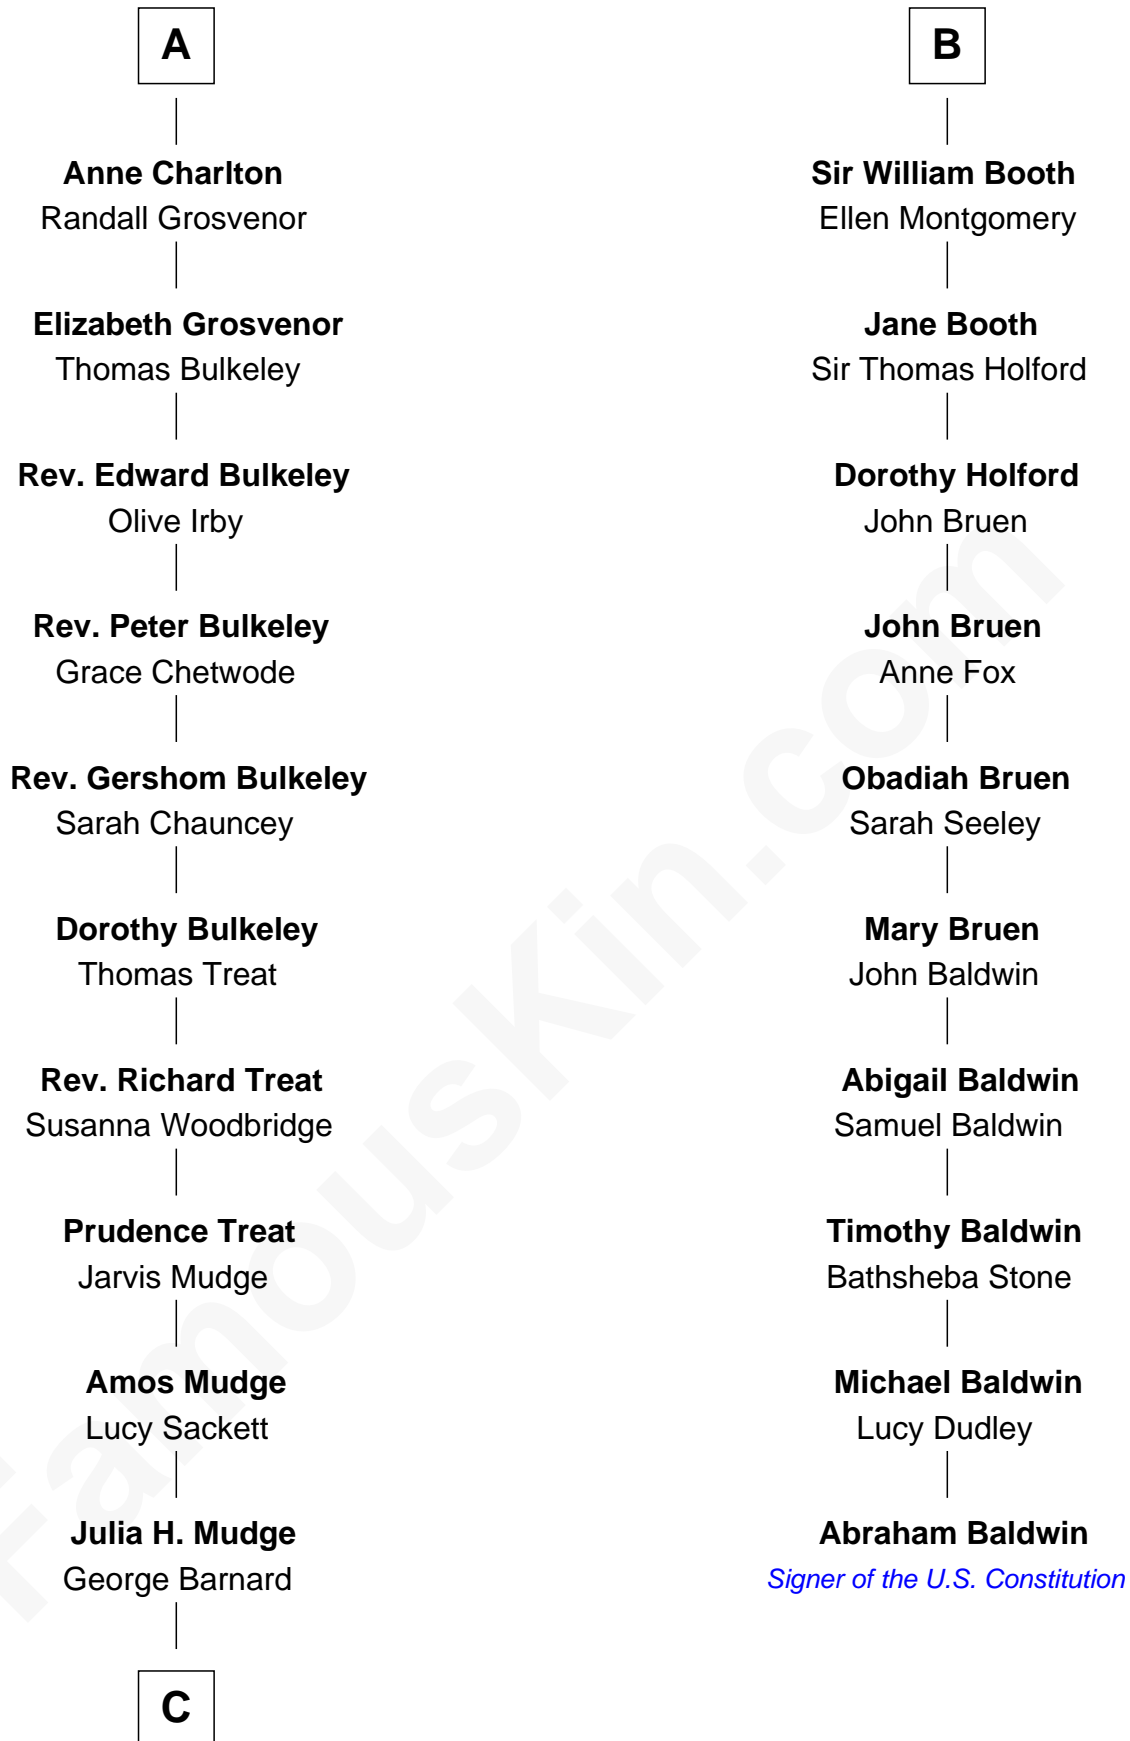 A
Anne Charlton
Randall Grosvenor
Elizabeth Grosvenor
Thomas Bulkeley
Rev. Edward Bulkeley
Olive Irby
Rev. Peter Bulkeley
Grace Chetwode
Rev. Gershom Bulkeley
Sarah Chauncey
Dorothy Bulkeley
Thomas Treat
Rev. Richard Treat
Susanna Woodbridge
Prudence Treat
Jarvis Mudge
Amos Mudge
Lucy Sackett
Julia H. Mudge
George Barnard
C
B
Sir William Booth
Ellen Montgomery
Jane Booth
Sir Thomas Holford
Dorothy Holford
John Bruen
John Bruen
Anne Fox
Obadiah Bruen
Sarah Seeley
Mary Bruen
John Baldwin
Abigail Baldwin
Samuel Baldwin
Timothy Baldwin
Bathsheba Stone
Michael Baldwin
Lucy Dudley
Abraham Baldwin
Signer of the U.S. Constitution
FamousKin.com